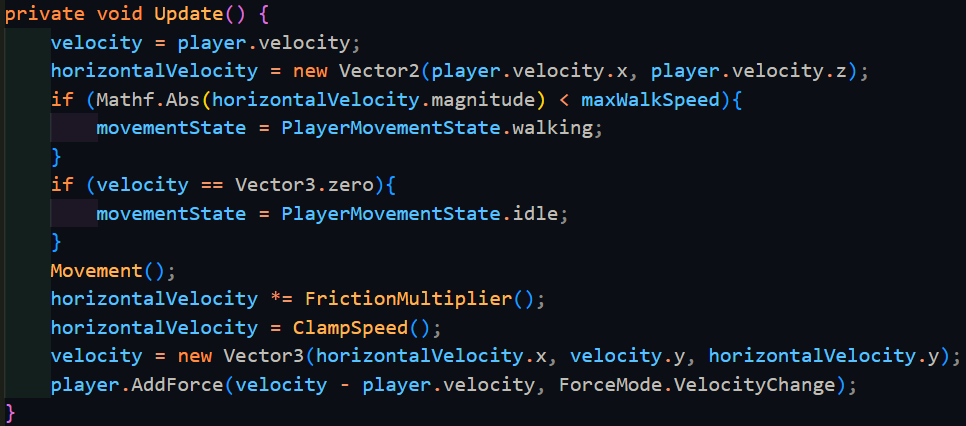 private void Update() {
    velocity = player.velocity;
    horizontalVelocity = new Vector2(player.velocity.x, player.velocity.z);
    if (Mathf.Abs(horizontalVelocity.magnitude) < maxWalkSpeed){
        movementState = PlayerMovementState.walking;
    }
    if (velocity == Vector3.zero){
        movementState = PlayerMovementState.idle;
    }
    Movement();
    horizontalVelocity *= FrictionMultiplier();
    horizontalVelocity = ClampSpeed();
    velocity = new Vector3(horizontalVelocity.x, velocity.y, horizontalVelocity.y);
    player.AddForce(velocity - player.velocity, ForceMode.VelocityChange);
}